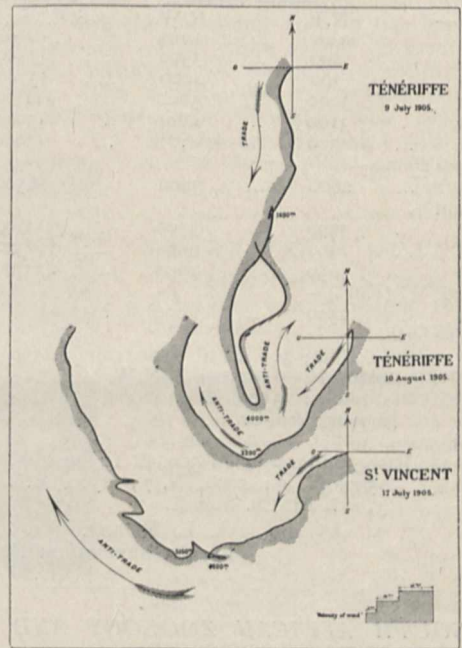 N
O E
S
TÉNÉRIFFE
9 July 1905.
TRADE
N
O E
TÉNÉRIFFE
10 August 1905.
S
TRADE
ANTI-TRADE
ANTI-TRADE
N
O E
S
ST VINCENT
17 July 1905.
TRADE
ANTI-TRADE
Velocity of wind